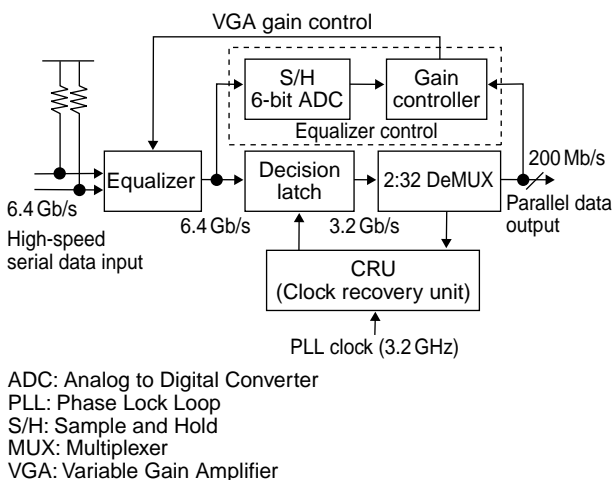 VGA gain control
S/H
6-bit ADC
Gain
controller
Equalizer control
Equalizer
Decision
latch
2:32 DeMUX
200 Mb/s
Parallel data
output
6.4 Gb/s
6.4 Gb/s
3.2 Gb/s
High-speed
serial data input
CRU
(Clock recovery unit)
PLL clock (3.2 GHz)
ADC: Analog to Digital Converter
PLL: Phase Lock Loop
S/H: Sample and Hold
MUX: Multiplexer
VGA: Variable Gain Amplifier